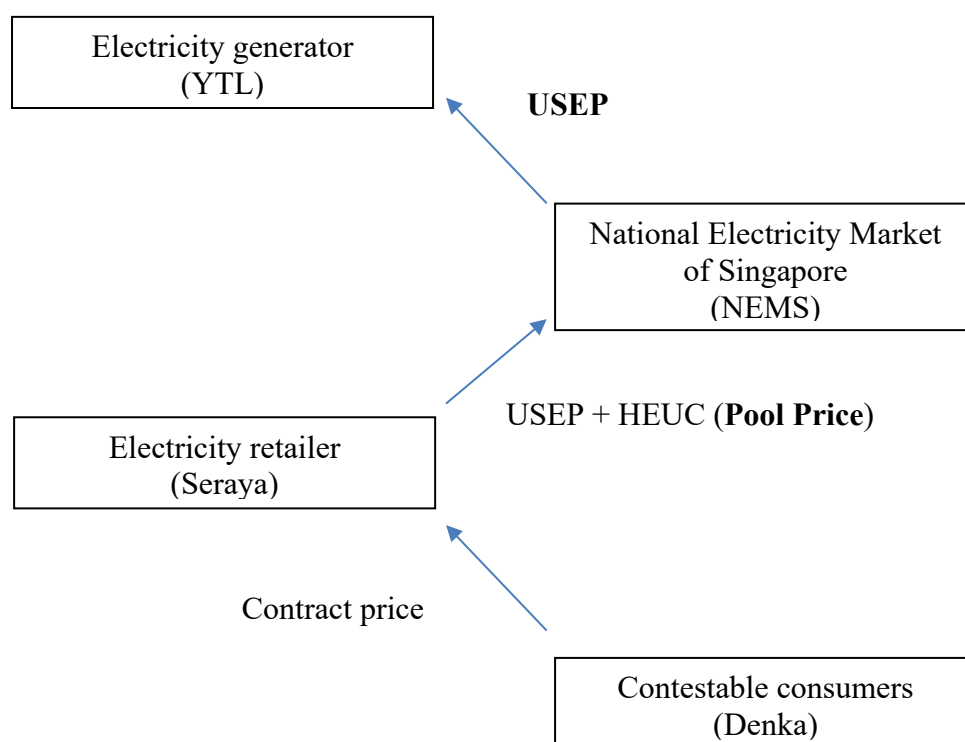 Electricity generator
(YTL)
USEP
National Electricity Market
of Singapore
(NEMS)
USEP + HEUC (Pool Price)
Electricity retailer
(Seraya)
Contract price
Contestable consumers
(Denka)